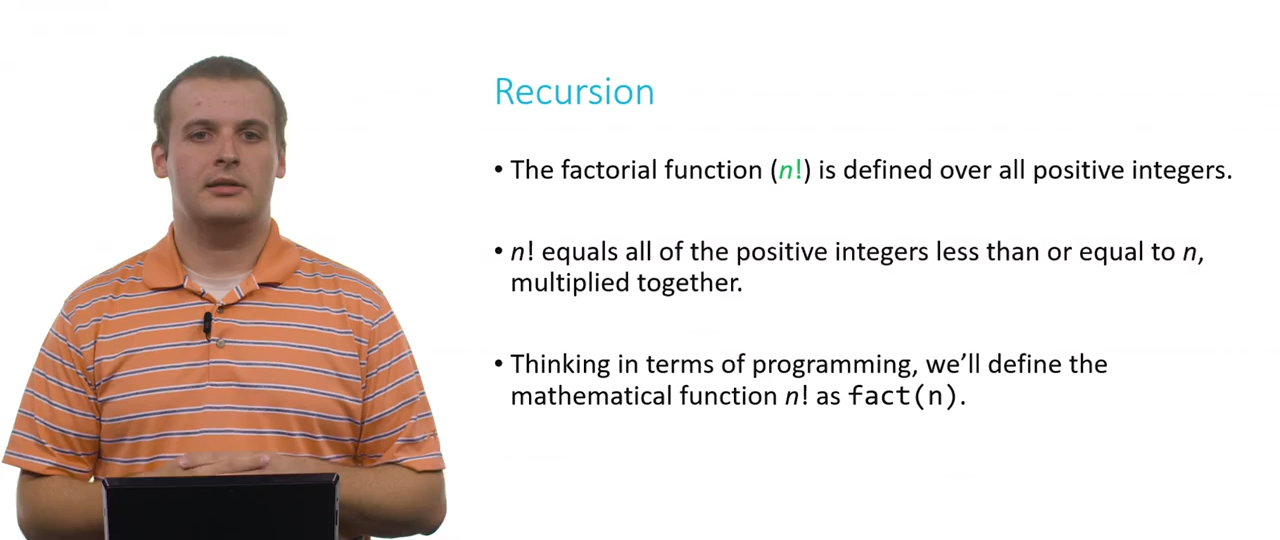 Recursion
• The factorial function (n!) is defined over all positive integers.
• n! equals all of the positive integers less than or equal to n,
multiplied together.
• Thinking in terms of programming, we’ll define the
mathematical function n! as fact(n).